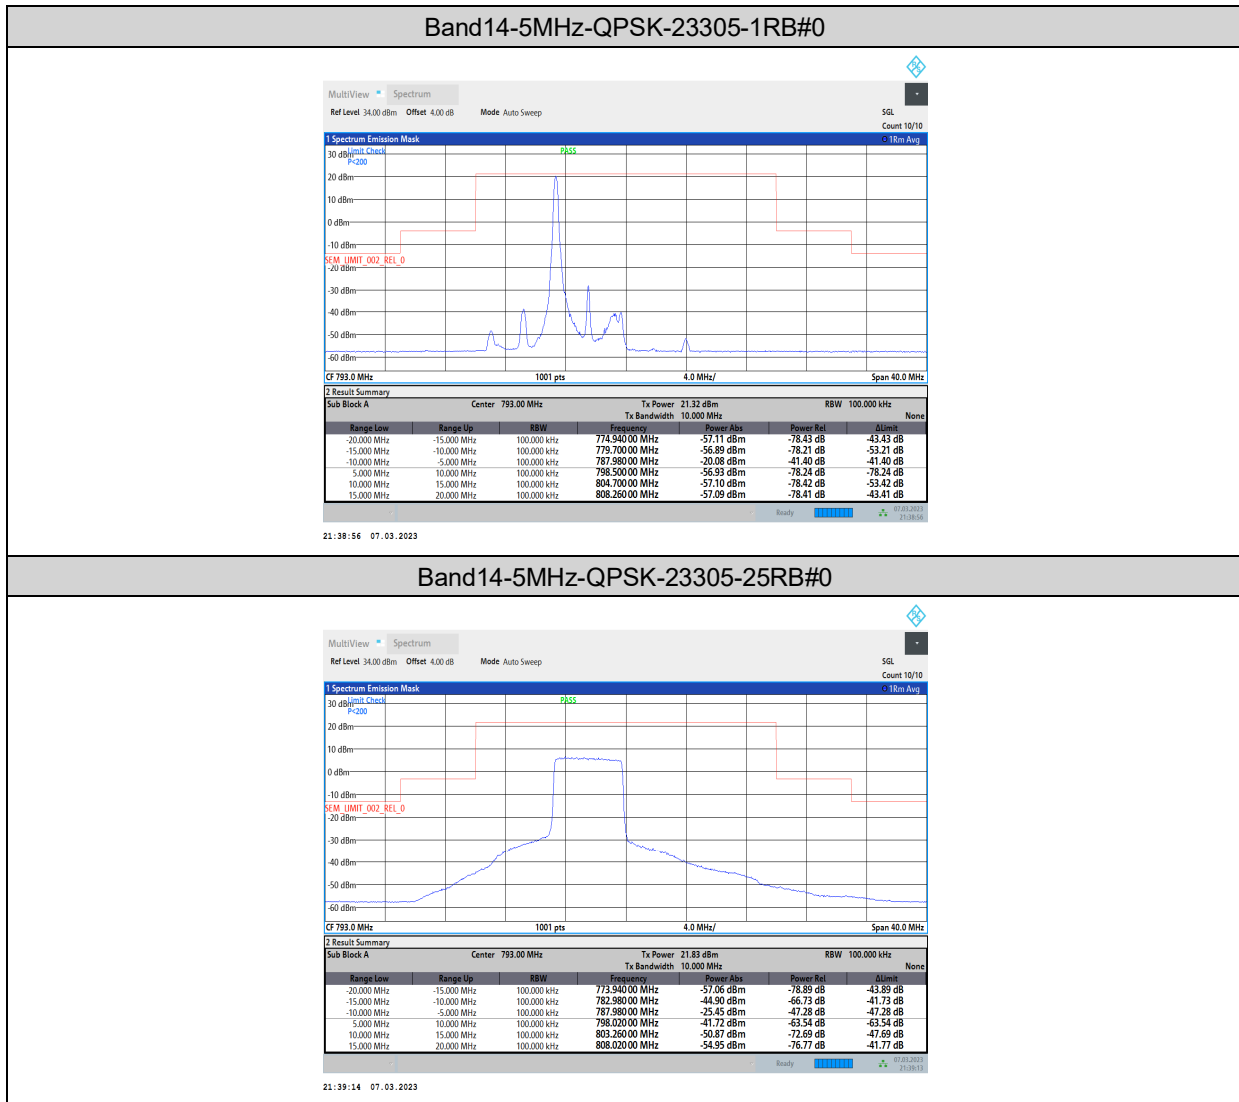 Band14-5MHz-QPSK-23305-1RB#0
MultiView Spectrum
Ref Level 34.00 dBm Offset 4.00 dB Mode Auto Sweep SGL
Count 10/10
1 Spectrum Emission Mask 1Rm Avg
30 dBm Limit Check PASS
P<200
20 dBm
10 dBm
0 dBm
-10 dBm
SEM_LIMIT_002_REL_0
-20 dBm
-30 dBm
-40 dBm
-50 dBm
-60 dBm
CF 793.0 MHz 1001 pts 4.0 MHz/ Span 40.0 MHz
2 Result Summary
Sub Block A Center 793.00 MHz Tx Power 21.32 dBm RBW 100.000 kHz
Tx Bandwidth 10.000 MHz None
Range Low Range Up RBW Frequency Power Abs Power Rel ΔLimit
-20.000 MHz -15.000 MHz 100.000 kHz 774.94000 MHz -57.11 dBm -78.43 dB -43.43 dB
-15.000 MHz -10.000 MHz 100.000 kHz 779.70000 MHz -56.89 dBm -78.21 dB -53.21 dB
-10.000 MHz -5.000 MHz 100.000 kHz 787.98000 MHz -20.08 dBm -41.40 dB -41.40 dB
5.000 MHz 10.000 MHz 100.000 kHz 798.50000 MHz -56.93 dBm -78.24 dB -78.24 dB
10.000 MHz 15.000 MHz 100.000 kHz 804.70000 MHz -57.10 dBm -78.42 dB -53.42 dB
15.000 MHz 20.000 MHz 100.000 kHz 808.26000 MHz -57.09 dBm -78.41 dB -43.41 dB
Ready 07.03.2023
21:38:56
21:38:56 07.03.2023
Band14-5MHz-QPSK-23305-25RB#0
MultiView Spectrum
Ref Level 34.00 dBm Offset 4.00 dB Mode Auto Sweep SGL
Count 10/10
1 Spectrum Emission Mask 1Rm Avg
30 dBm Limit Check PASS
P<200
20 dBm
10 dBm
0 dBm
-10 dBm
SEM_LIMIT_002_REL_0
-20 dBm
-30 dBm
-40 dBm
-50 dBm
-60 dBm
CF 793.0 MHz 1001 pts 4.0 MHz/ Span 40.0 MHz
2 Result Summary
Sub Block A Center 793.00 MHz Tx Power 21.83 dBm RBW 100.000 kHz
Tx Bandwidth 10.000 MHz None
Range Low Range Up RBW Frequency Power Abs Power Rel ΔLimit
-20.000 MHz -15.000 MHz 100.000 kHz 773.94000 MHz -57.06 dBm -78.89 dB -43.89 dB
-15.000 MHz -10.000 MHz 100.000 kHz 782.98000 MHz -44.90 dBm -66.73 dB -41.73 dB
-10.000 MHz -5.000 MHz 100.000 kHz 787.98000 MHz -25.45 dBm -47.28 dB -47.28 dB
5.000 MHz 10.000 MHz 100.000 kHz 798.02000 MHz -41.72 dBm -63.54 dB -63.54 dB
10.000 MHz 15.000 MHz 100.000 kHz 803.26000 MHz -50.87 dBm -72.69 dB -47.69 dB
15.000 MHz 20.000 MHz 100.000 kHz 808.02000 MHz -54.95 dBm -76.77 dB -41.77 dB
Ready 07.03.2023
21:39:13
21:39:14 07.03.2023